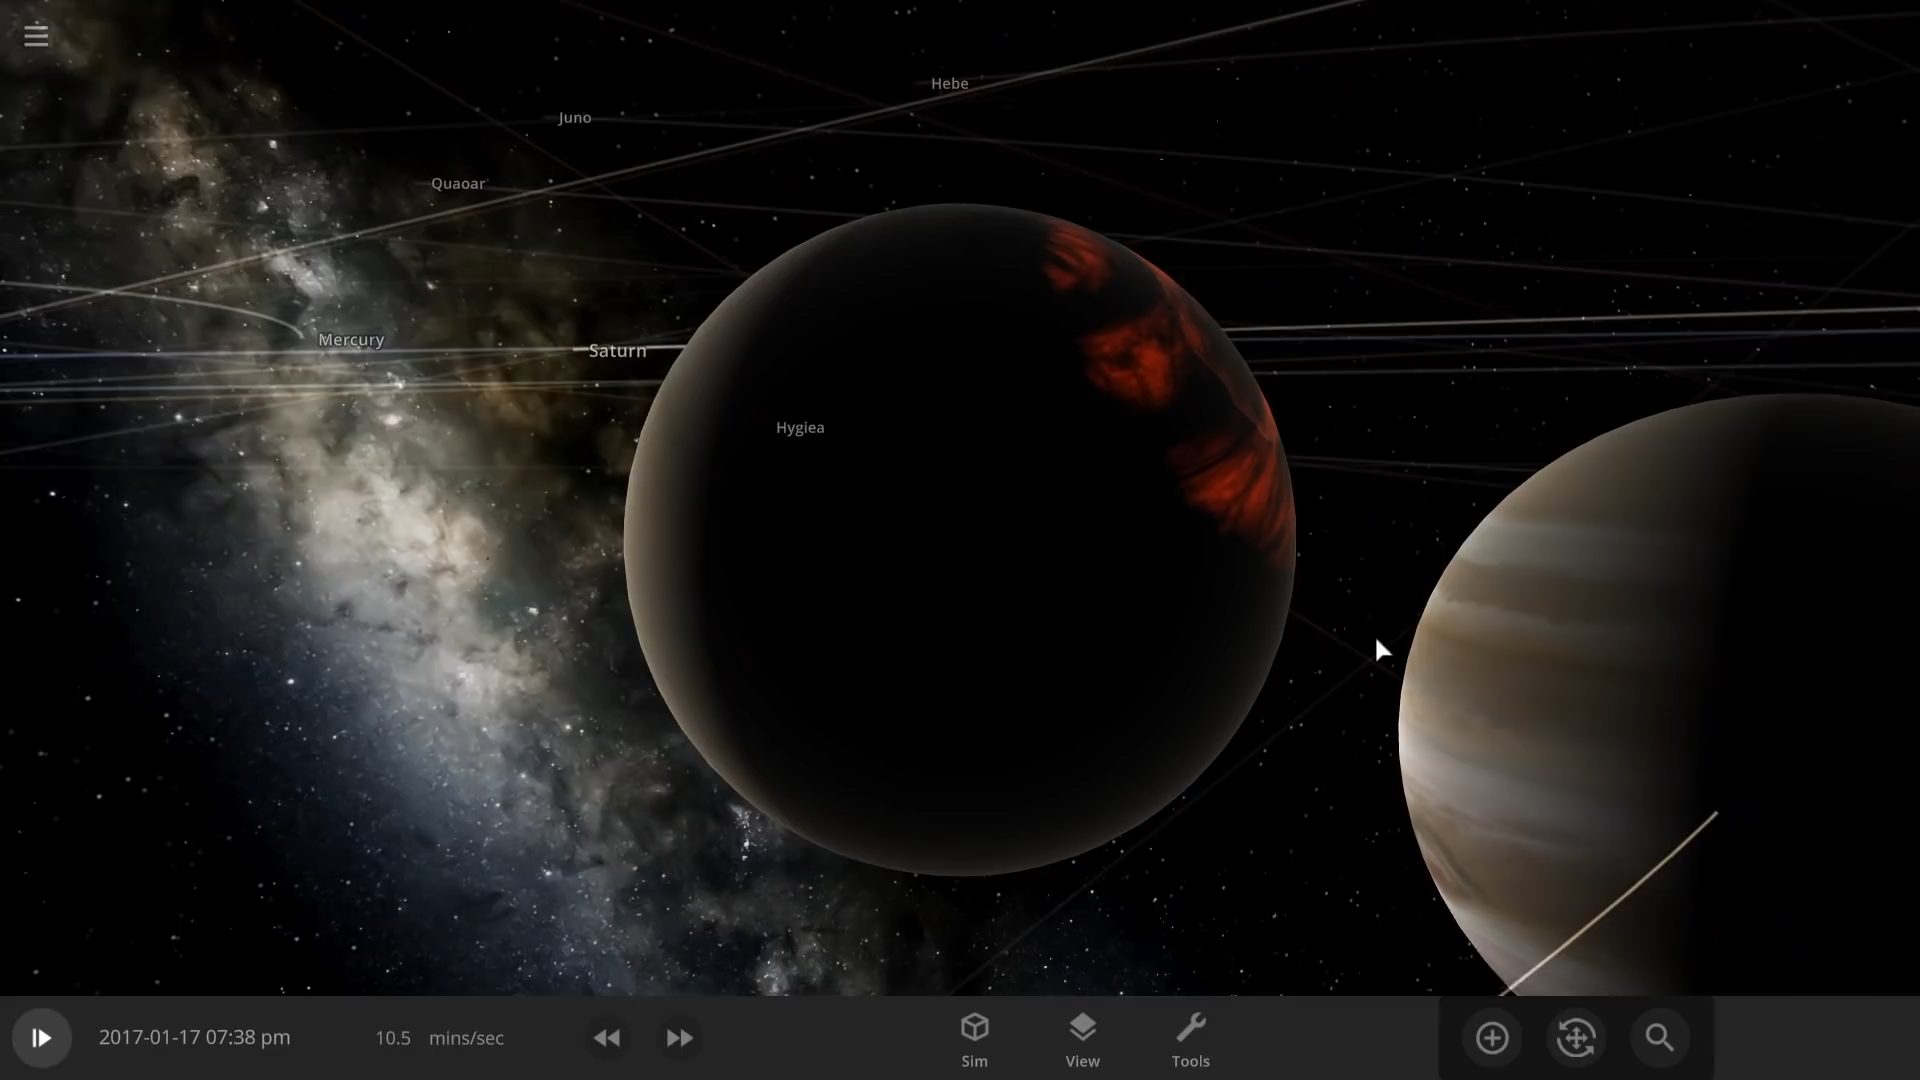 Hebe
Juno
Quaoar
Mercury
Saturn
Hygiea
2017-01-17 07:38 pm
10.5 mins/sec
Sim
View
Tools